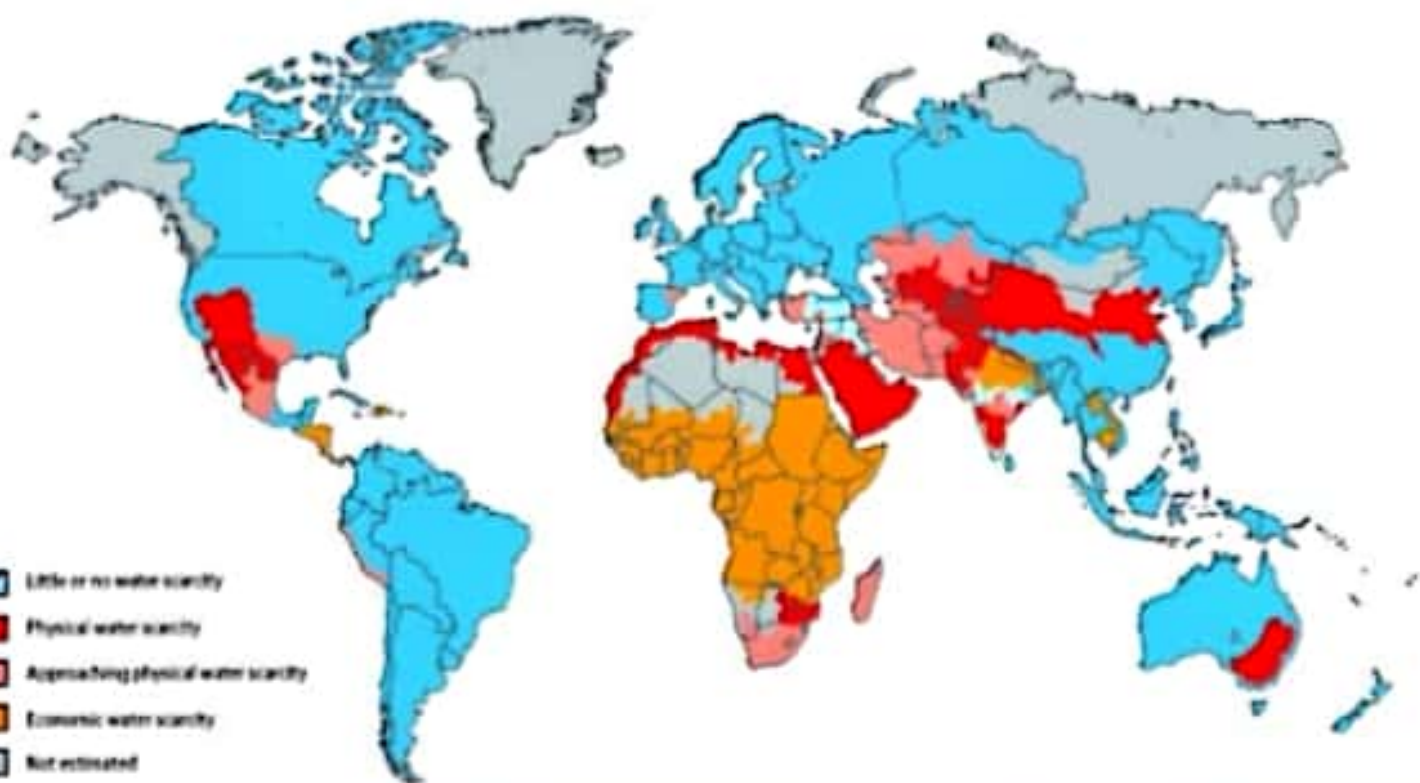 Little or no water scarcity
Physical water scarcity
Approaching physical water scarcity
Economic water scarcity
Not estimated